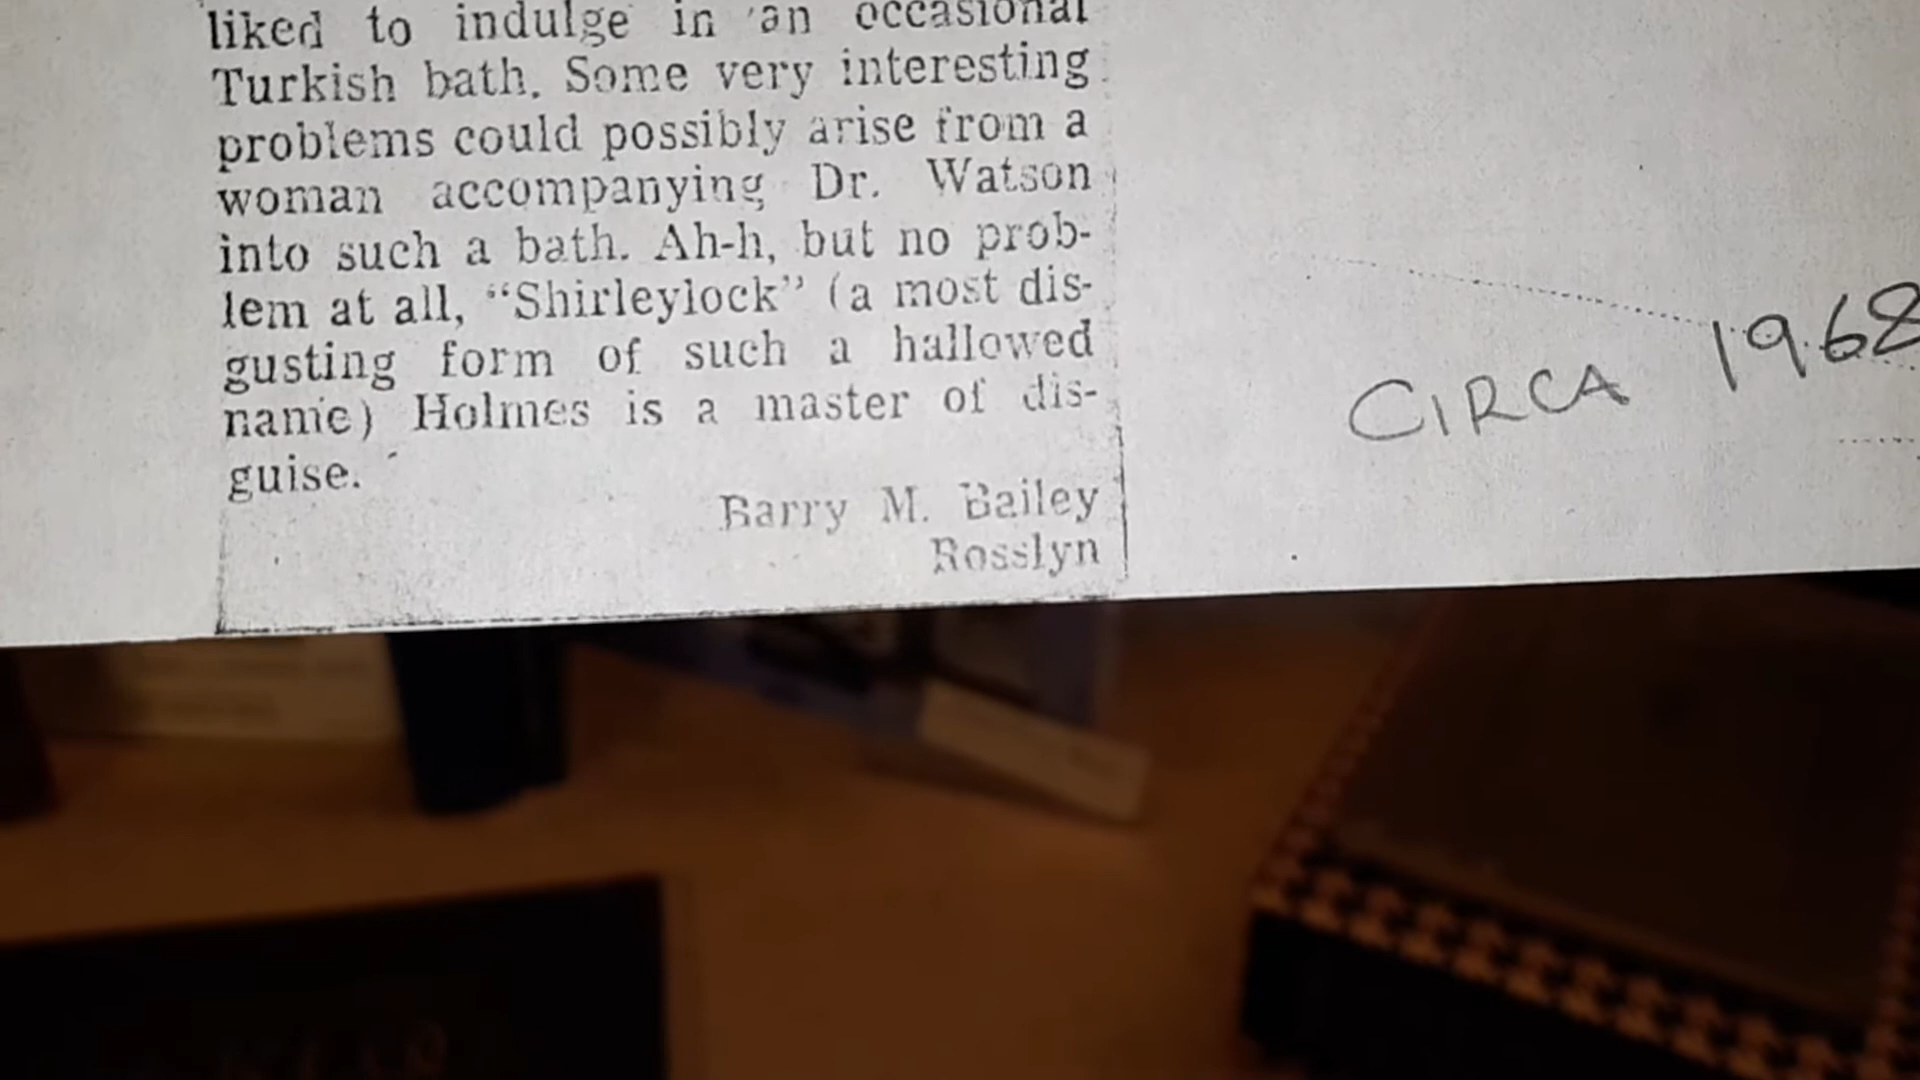 liked to indulge in an occasional
Turkish bath. Some very interesting
problems could possibly arise from a
woman accompanying Dr. Watson
into such a bath. Ah-h, but no prob-
lem at all, “Shirleylock” (a most dis-
gusting form of such a hallowed
name) Holmes is a master of dis-
guise.
Barry M. Bailey
Rosslyn
CIRCA 1968